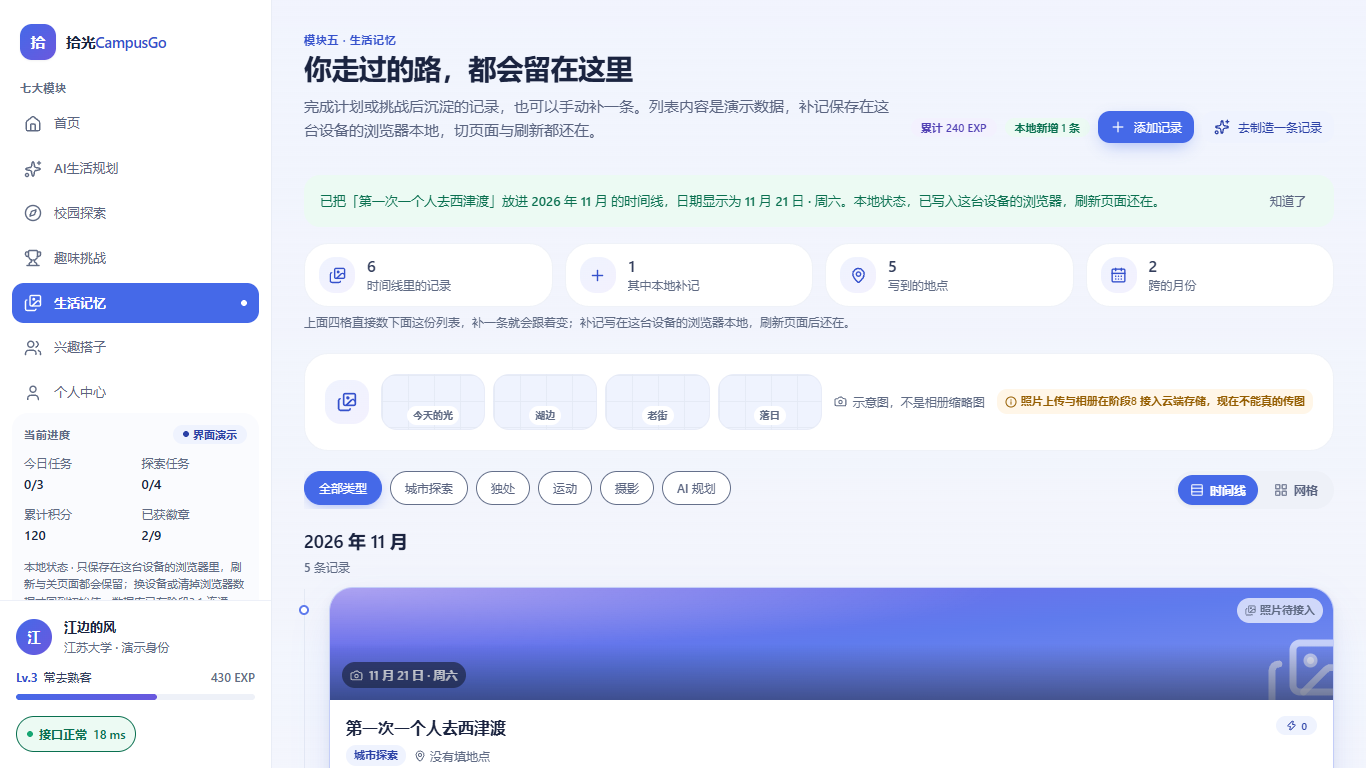 拾
拾光CampusGo
七大模块
首页
AI生活规划
校园探索
趣味挑战
生活记忆
兴趣搭子
个人中心
当前进度
界面演示
今日任务
探索任务
0/3
0/4
累计积分
已获徽章
120
2/9
本地状态 · 只保存在这台设备的浏览器里，刷
新与关页面都会保留；换设备或清掉浏览器数
江
江边的风
江苏大学 · 演示身份
Lv.3 常去熟客
430 EXP
接口正常 18 ms
模块五 · 生活记忆
你走过的路，都会留在这里
完成计划或挑战后沉淀的记录，也可以手动补一条。列表内容是演示数据，补记保存在这
台设备的浏览器本地，切页面与刷新都还在。
累计 240 EXP
本地新增 1 条
添加记录
去制造一条记录
已把「第一次一个人去西津渡」放进 2026 年 11 月 的时间线，日期显示为 11 月 21 日 · 周六。本地状态，已写入这台设备的浏览器，刷新页面还在。
知道了
6
时间线里的记录
1
其中本地补记
5
写到的地点
2
跨的月份
上面四格直接数下面这份列表，补一条就会跟着变；补记写在这台设备的浏览器本地，刷新页面后还在。
今天的光
湖边
老街
落日
示意图，不是相册缩略图
照片上传与相册在阶段8 接入云端存储，现在不能真的传图
全部类型
城市探索
独处
运动
摄影
AI 规划
时间线
网格
2026 年 11 月
5 条记录
照片待接入
11 月 21 日 · 周六
第一次一个人去西津渡
0
城市探索
没有填地点